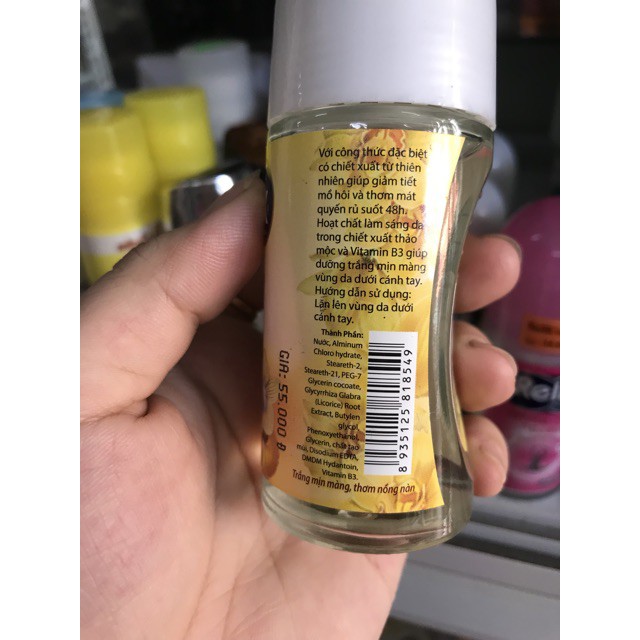 Với công thức đặc biệt
có chiết xuất từ thiên
nhiên giúp giảm tiết
mồ hôi và thơm mát
quyến rủ suốt 48h.
Hoạt chất làm sáng da
trong chiết xuất thảo
mộc và Vitamin B3 giúp
dưỡng trắng mịn màng
vùng da dưới cánh tay.
Hướng dẫn sử dụng:
Lăn lên vùng da dưới
cánh tay.
Thành Phần:
Nước, Alminum
Chloro hydrate,
Steareth-2,
Steareth-21, PEG-7
Glycerin cocoate,
Glycyrrhiza Glabra
(Licorice) Root
Extract, Butylen
glycol,
Phenoxyethanol,
Glycerin, chất tạo
mùi, Disodium EDTA,
DMDM Hydantoin,
Vitamin B3.
Trắng mịn màng, thơm nồng nàn
8 935125 818549
GIÁ: 55.000 đ